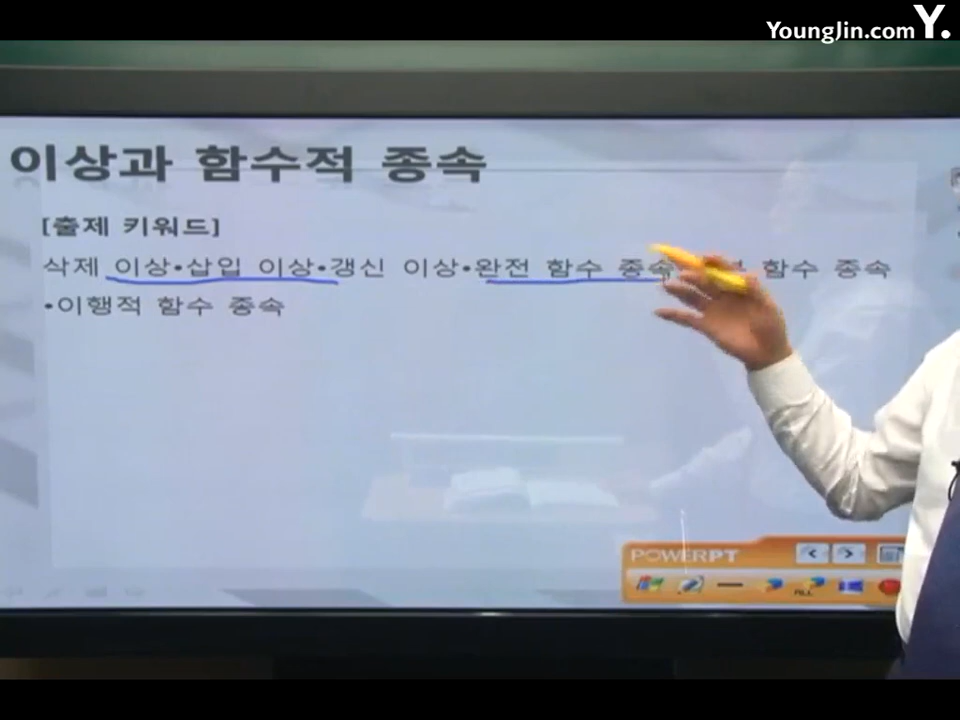 YoungJin.com Y.
이상과 함수적 종속
[출제 키워드]
삭제 이상•삽입 이상•갱신 이상•완전 함수 종속 함수 종속
•이행적 함수 종속
POWERPT
ALL